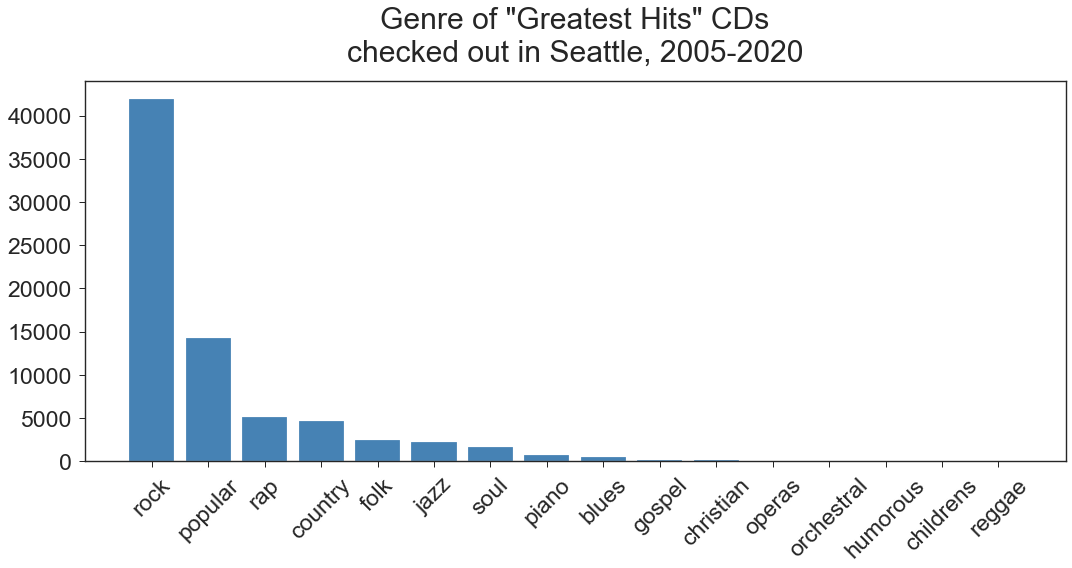 Genre of "Greatest Hits" CDs
checked out in Seattle, 2005-2020
40000
35000
30000
25000
20000
15000
10000
5000
0
rock
popular
rap
country
folk
jazz
soul
piano
blues
gospel
christian
operas
orchestral
humorous
childrens
reggae